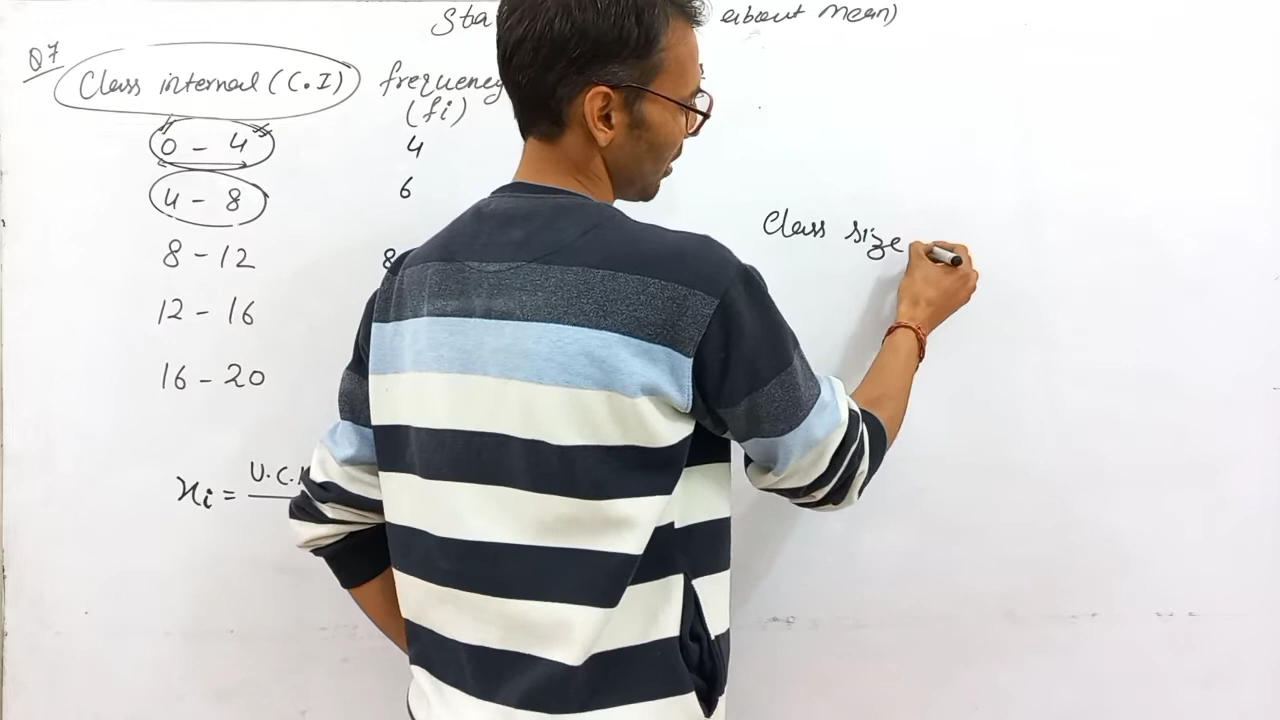 Sta about Mean)
Q7
Class internal (C.I) frequency
(fi)
0 - 4 4
4 - 8 6
8 - 12 8
12 - 16
16 - 20
Class size
xi = U.C.